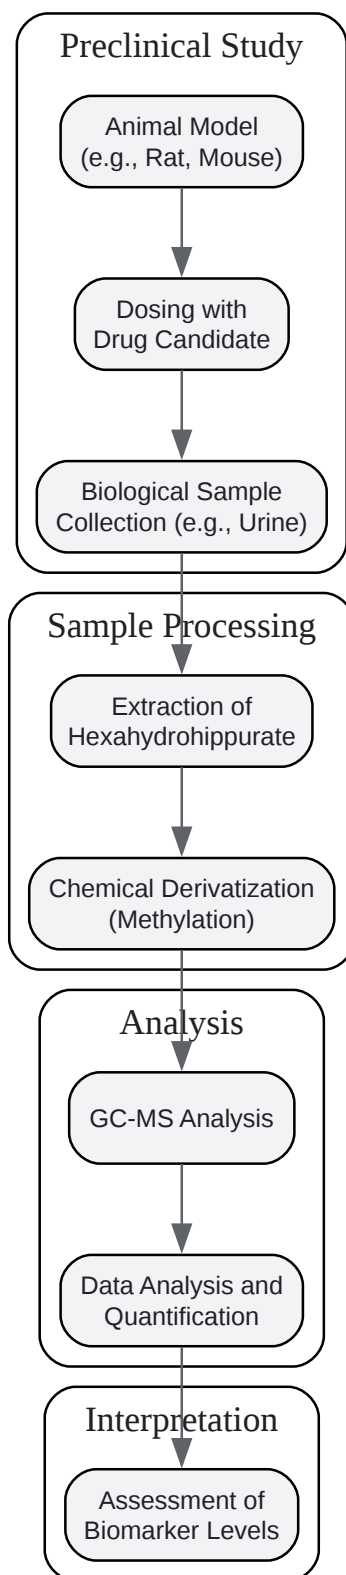 Preclinical Study
Animal Model
(e.g., Rat, Mouse)
Dosing with
Drug Candidate
Biological Sample
Collection (e.g., Urine)
Sample Processing
Extraction of
Hexahydrohippurate
Chemical Derivatization
(Methylation)
Analysis
GC-MS Analysis
Data Analysis and
Quantification
Interpretation
Assessment of
Biomarker Levels